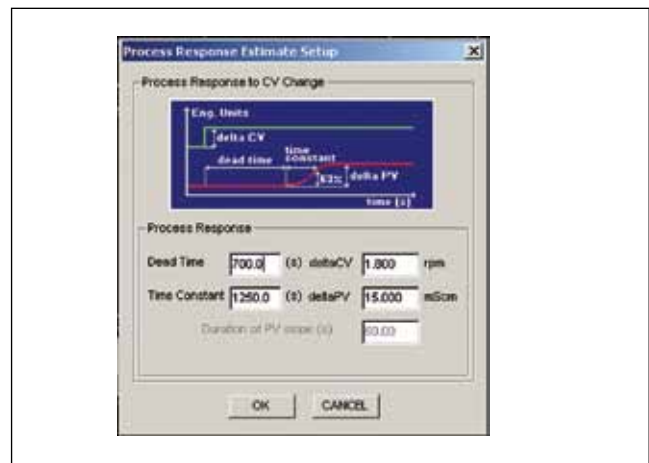 Process Response Estimate Setup
Process Response to CV Change
Eng. Units
delta CV
dead time
time constant
63%
delta PV
time (s)
Process Response
Dead Time 700.0 (s) deltaCV 1.800 rpm
Time Constant 1250.0 (s) deltaPV 15.000 mScm
Duration of PV slope (s) 60.00
OK CANCEL